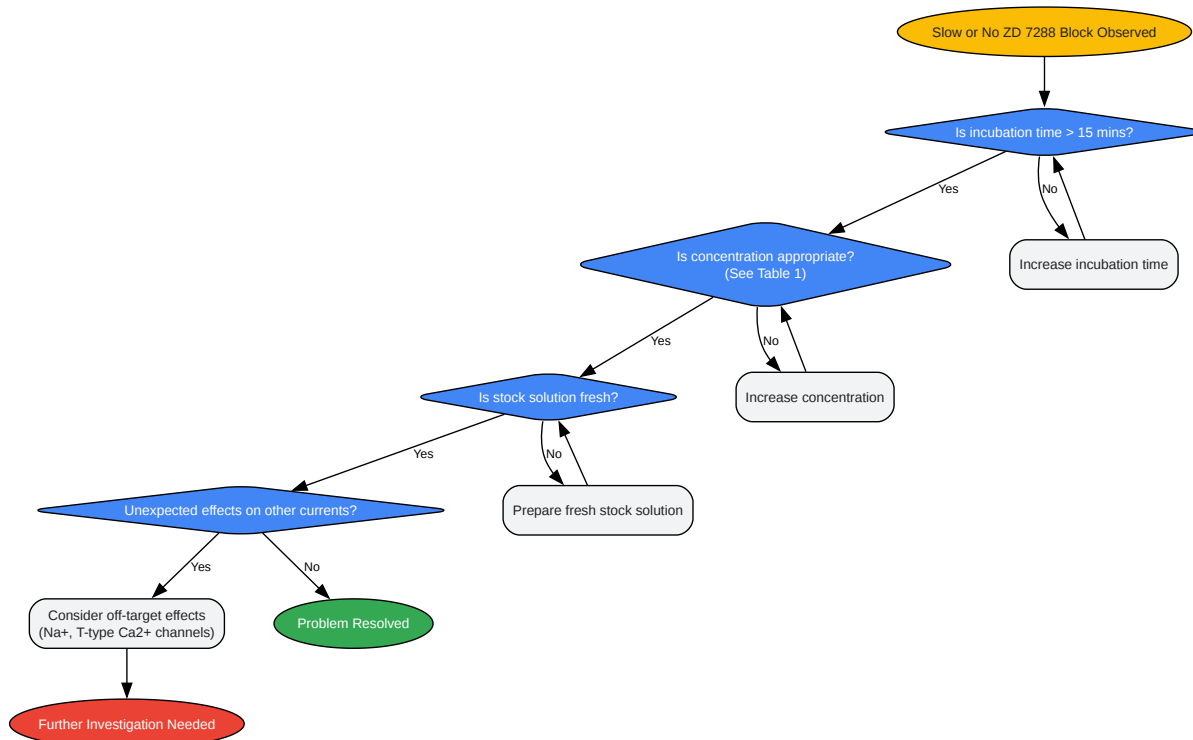 Slow or No ZD 7288 Block Observed
Is incubation time > 15 mins?
Yes
No
Increase incubation time
Is concentration appropriate?
(See Table 1)
Yes
No
Increase concentration
Is stock solution fresh?
Yes
No
Prepare fresh stock solution
Unexpected effects on other currents?
Yes
No
Consider off-target effects
(Na+, T-type Ca2+ channels)
Problem Resolved
Further Investigation Needed